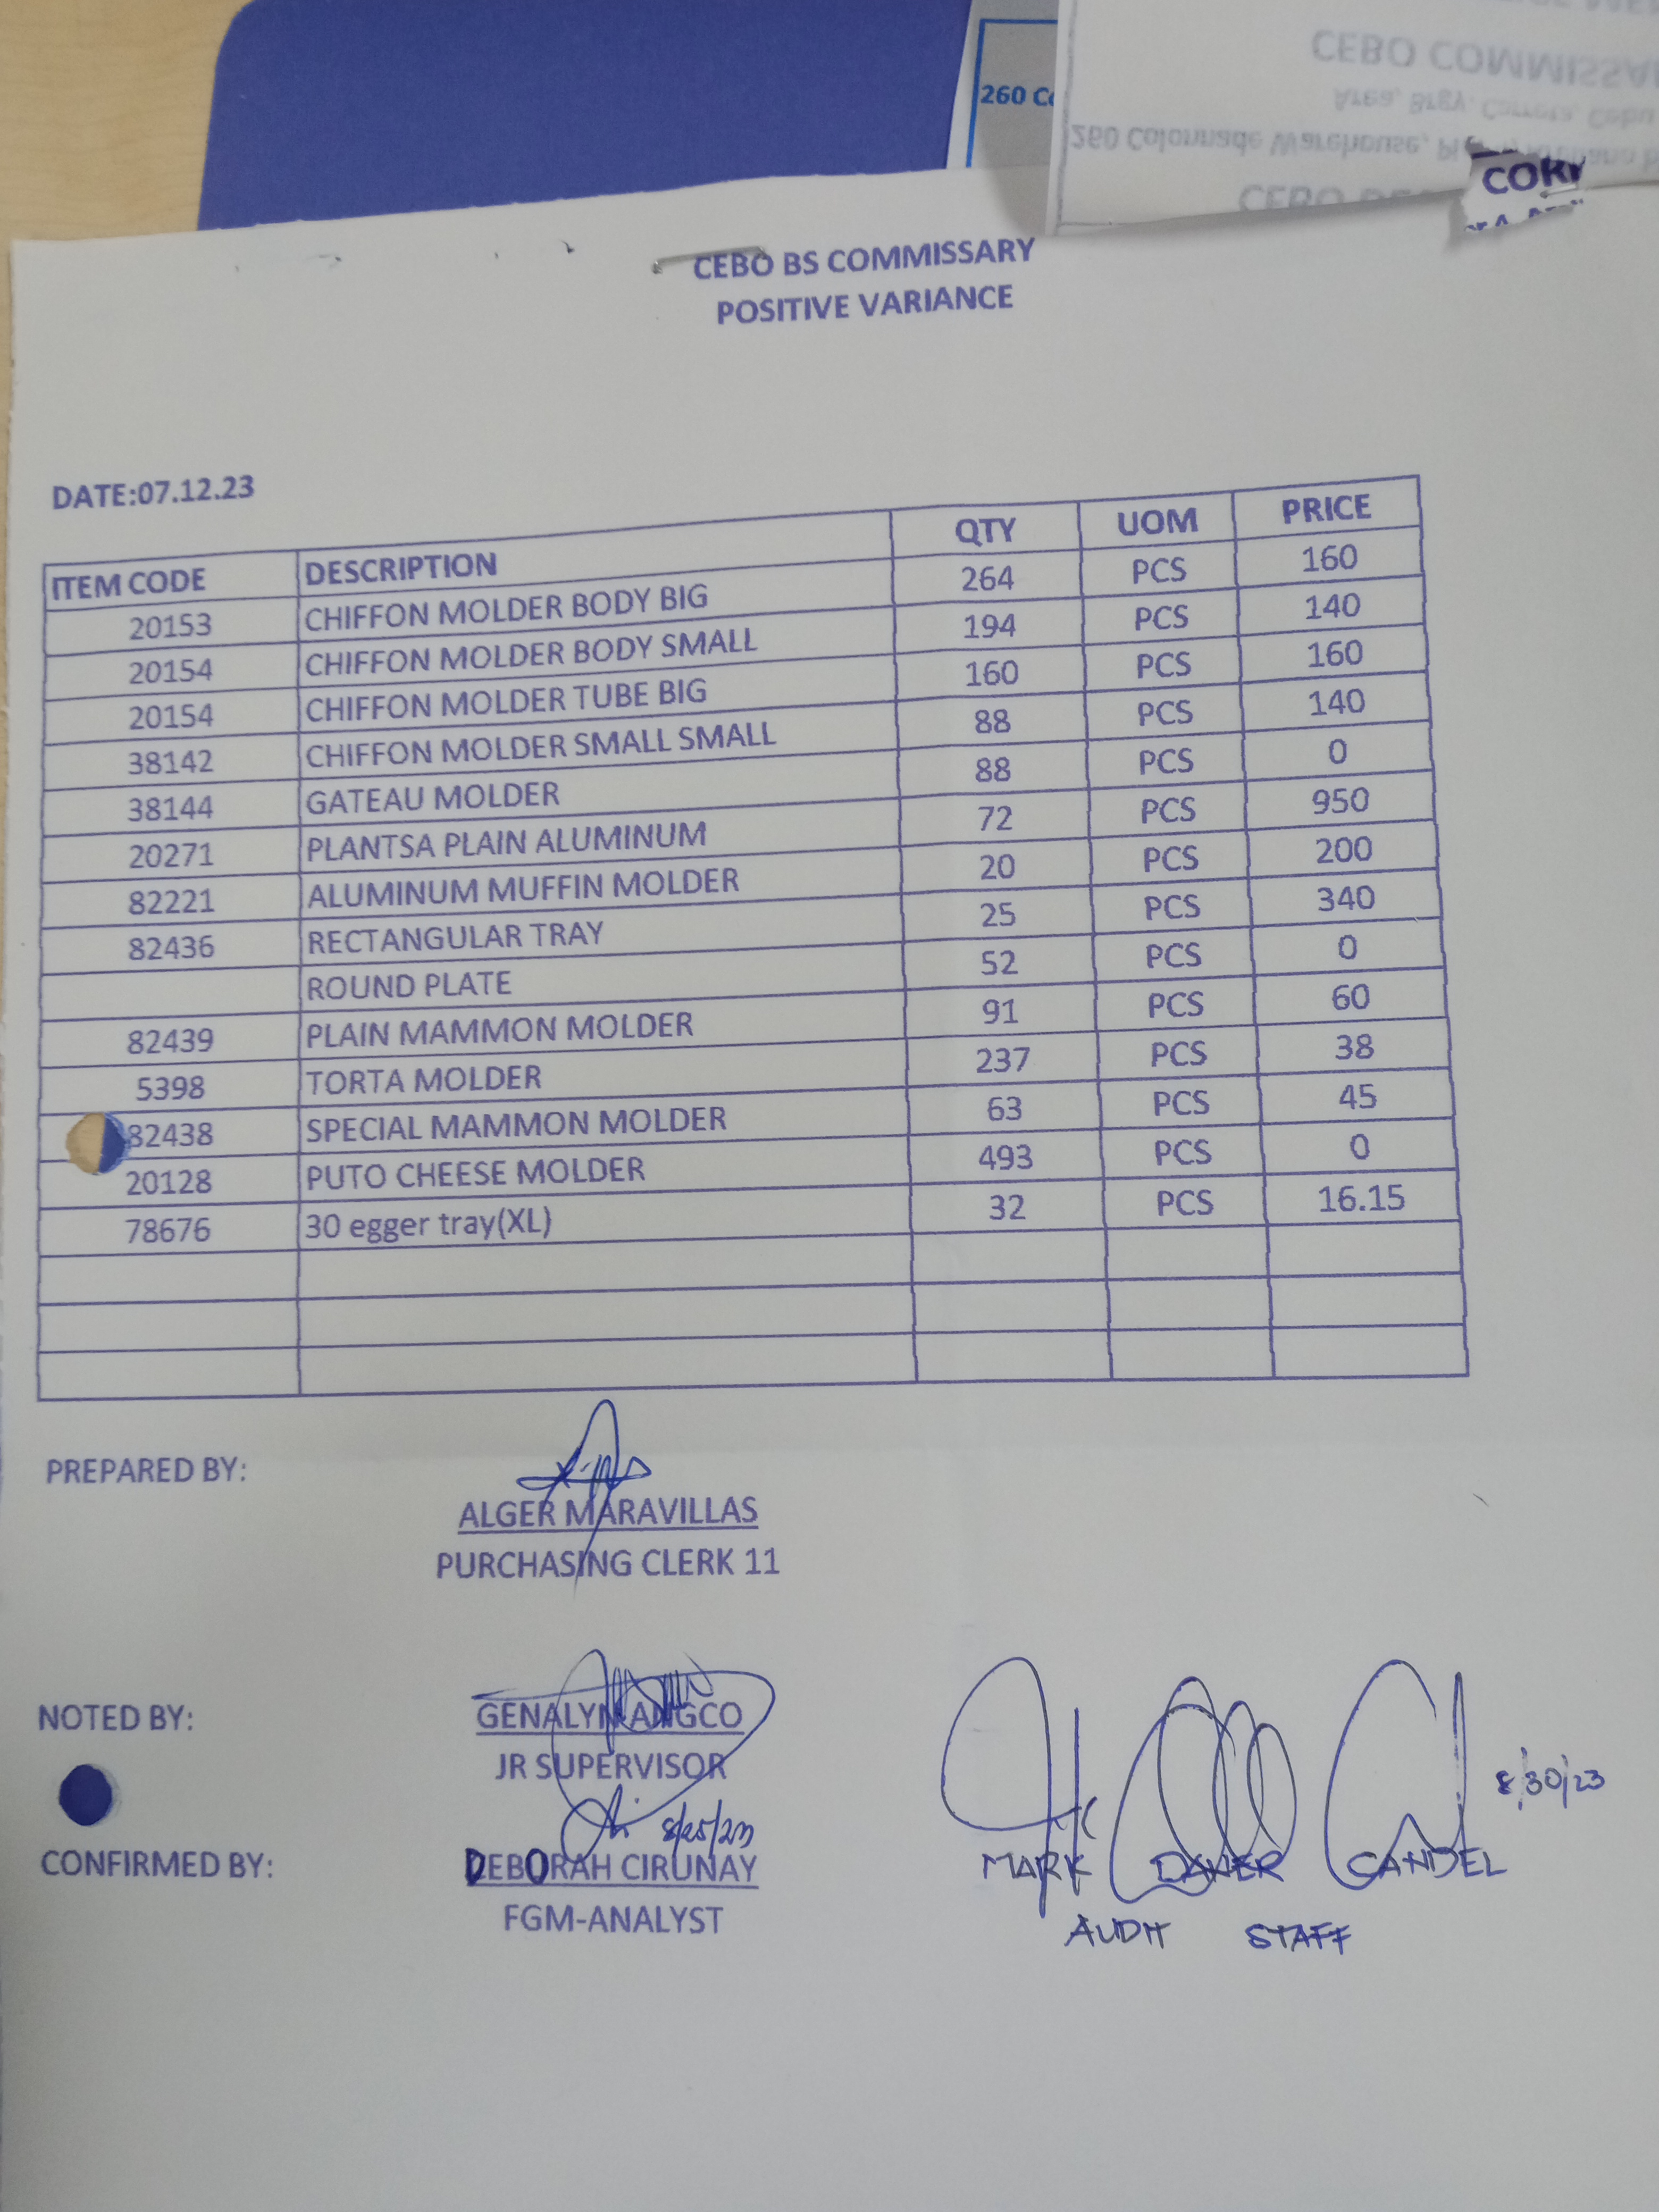 260 Co
CEBO COMMISSA
Area, Brgy. Carreta, Cebu
260 Colonnade Warehouse,
CORK
CEBO BS COMMISSARY
POSITIVE VARIANCE
DATE:07.12.23
ITEM CODE DESCRIPTION QTY UOM PRICE
20153 CHIFFON MOLDER BODY BIG 264 PCS 160
20154 CHIFFON MOLDER BODY SMALL 194 PCS 140
20154 CHIFFON MOLDER TUBE BIG 160 PCS 160
38142 CHIFFON MOLDER SMALL SMALL 88 PCS 140
38144 GATEAU MOLDER 88 PCS 0
20271 PLANTSA PLAIN ALUMINUM 72 PCS 950
82221 ALUMINUM MUFFIN MOLDER 20 PCS 200
82436 RECTANGULAR TRAY 25 PCS 340
ROUND PLATE 52 PCS 0
82439 PLAIN MAMMON MOLDER 91 PCS 60
5398 TORTA MOLDER 237 PCS 38
82438 SPECIAL MAMMON MOLDER 63 PCS 45
20128 PUTO CHEESE MOLDER 493 PCS 0
78676 30 egger tray(XL) 32 PCS 16.15
PREPARED BY:
ALGER MARAVILLAS
PURCHASING CLERK 11
NOTED BY:
GENALYN ANGCO
JR SUPERVISOR
8/25/23
8/30/23
CONFIRMED BY:
DEBORAH CIRUNAY
FGM-ANALYST
MARK DAVER CANDEL
AUDIT STAFF